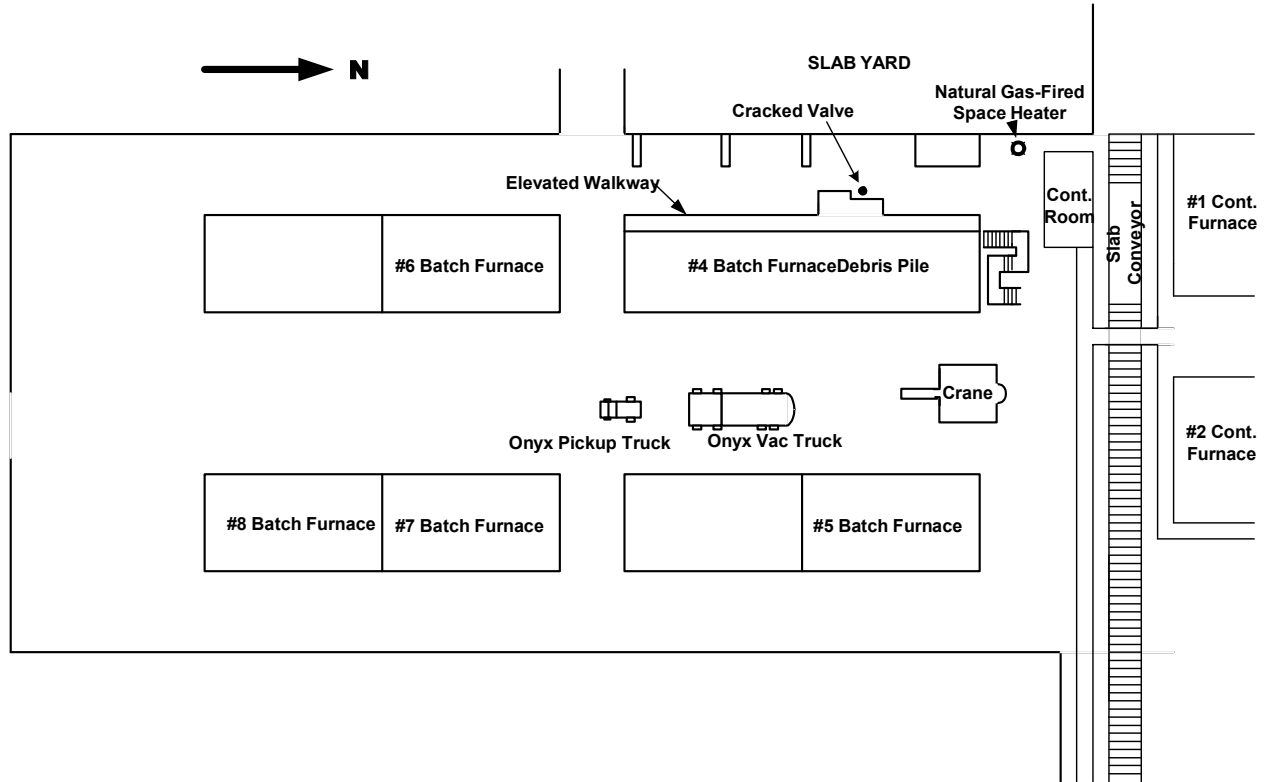 N
SLAB YARD
Natural Gas-Fired
Space Heater
Cracked Valve
Elevated Walkway
Cont.
Room
Slab
Conveyor
#1 Cont.
Furnace
#6 Batch Furnace
#4 Batch FurnaceDebris Pile
Crane
Onyx Pickup Truck
Onyx Vac Truck
#2 Cont.
Furnace
#8 Batch Furnace
#7 Batch Furnace
#5 Batch Furnace